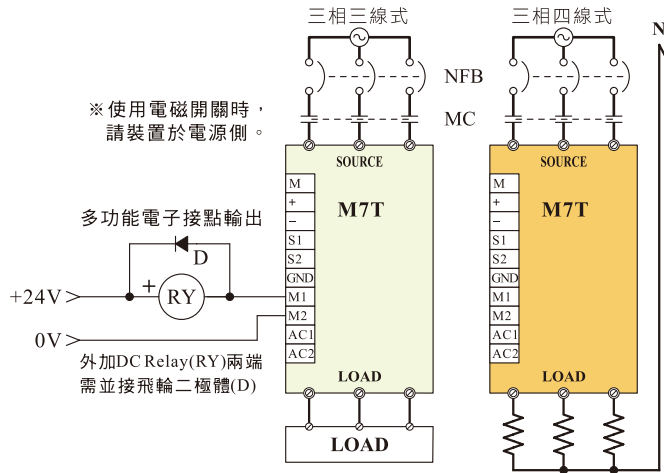 三相三線式
三相四線式
N
N
NFB
※使用電磁開關時，
請裝置於電源側。
MC
SOURCE
SOURCE
M
+
−
S1
S2
GND
M1
M2
AC1
AC2
M7T
M
+
−
S1
S2
GND
M1
M2
AC1
AC2
M7T
多功能電子接點輸出
D
+
RY
+24V
0V
外加DC Relay(RY)兩端
需並接飛輪二極體(D)
LOAD
LOAD
LOAD